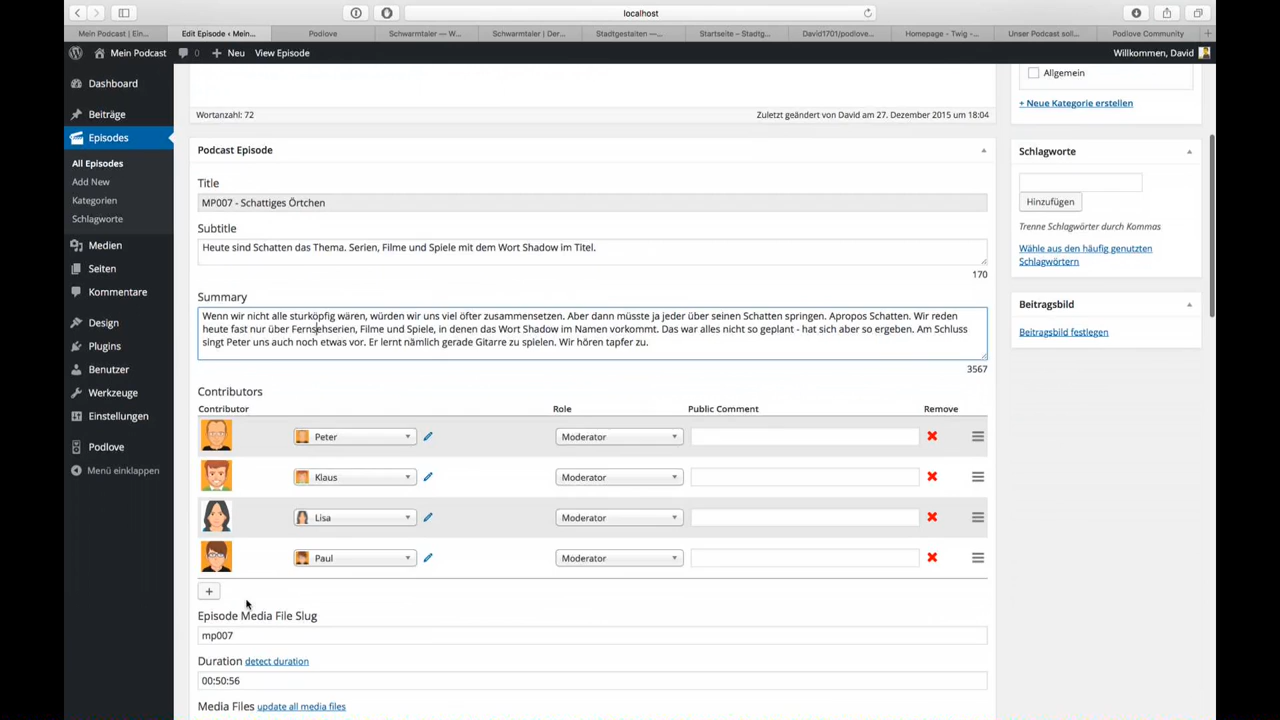 localhost
Mein Podcast | Ein...
Edit Episode ‹ Mein...
Podlove
Schwarmtaler — W...
Schwarmtaler | Der...
Stadtgestalten —...
Startseite – Stadtg...
David1701/podlove...
Homepage - Twig -...
Unser Podcast soll...
Podlove Community
Mein Podcast
0
Neu
View Episode
Willkommen, David
Dashboard
Beiträge
Episodes
All Episodes
Add New
Kategorien
Schlagworte
Medien
Seiten
Kommentare
Design
Plugins
Benutzer
Werkzeuge
Einstellungen
Podlove
Menü einklappen
Wortanzahl: 72
Zuletzt geändert von David am 27. Dezember 2015 um 18:04
Podcast Episode
Title
MP007 - Schattiges Örtchen
Subtitle
Heute sind Schatten das Thema. Serien, Filme und Spiele mit dem Wort Shadow im Titel.
170
Summary
Wenn wir nicht alle sturköpfig wären, würden wir uns viel öfter zusammensetzen. Aber dann müsste ja jeder über seinen Schatten springen. Apropos Schatten. Wir reden
heute fast nur über Fernsehserien, Filme und Spiele, in denen das Wort Shadow im Namen vorkommt. Das war alles nicht so geplant - hat sich aber so ergeben. Am Schluss
singt Peter uns auch noch etwas vor. Er lernt nämlich gerade Gitarre zu spielen. Wir hören tapfer zu.
3567
Contributors
Contributor Role Public Comment Remove
Peter Moderator
Klaus Moderator
Lisa Moderator
Paul Moderator
+
Episode Media File Slug
mp007
Duration detect duration
00:50:56
Media Files update all media files
Allgemein
+ Neue Kategorie erstellen
Schlagworte
Hinzufügen
Trenne Schlagwörter durch Kommas
Wähle aus den häufig genutzten
Schlagwörtern
Beitragsbild
Beitragsbild festlegen